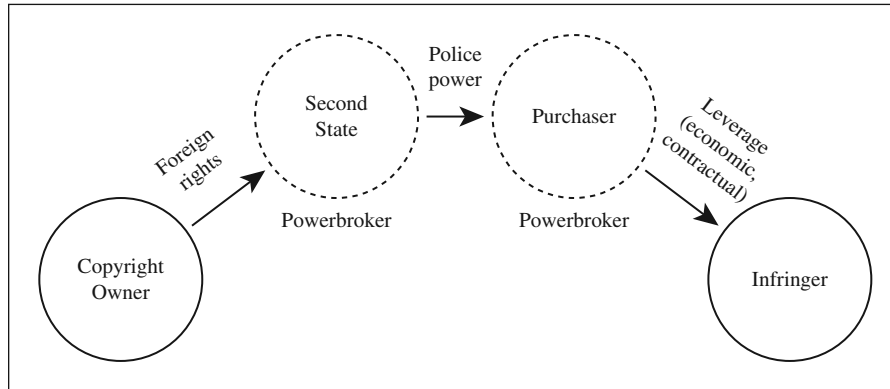 Copyright
Owner
Foreign
rights
Second
State
Powerbroker
Police
power
Purchaser
Powerbroker
Leverage
(economic,
contractual)
Infringer